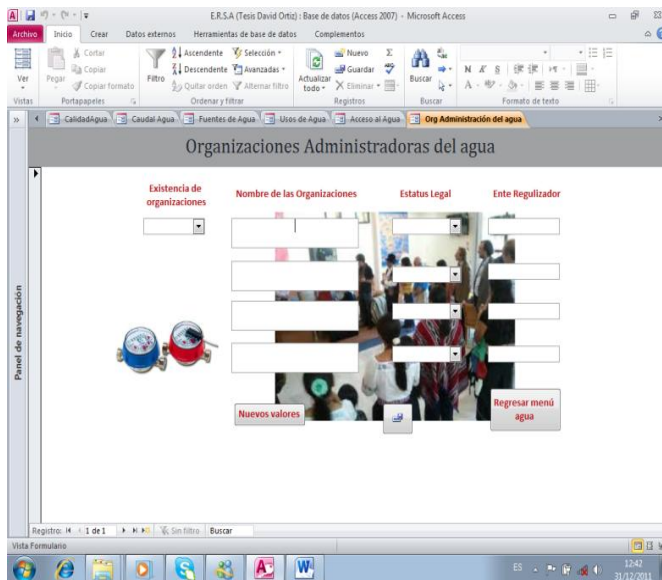 E.R.S.A (Tesis David Ortiz) : Base de datos (Access 2007) - Microsoft Access
Archivo Inicio Crear Datos externos Herramientas de base de datos Complementos
Ver
Pegar
Cortar
Copiar
Copiar formato
Filtro
Ascendente
Descendente
Quitar orden
Selección
Avanzadas
Alternar filtro
Actualizar todo
Nuevo
Guardar
Eliminar
Buscar
N K S
A
Vistas Portapapeles Ordenar y filtrar Registros Buscar Formato de texto
CalidadAgua Caudal Agua Fuentes de Agua Usos de Agua Acceso al Agua Org Administración del agua
Organizaciones Administradoras del agua
Existencia de
organizaciones
Nombre de las Organizaciones
Estatus Legal
Ente Regulizador
Panel de navegación
Nuevos valores
Regresar menú
agua
Registro: 1 de 1 Sin filtro Buscar
Vista Formulario
ES
12:42
31/12/2011